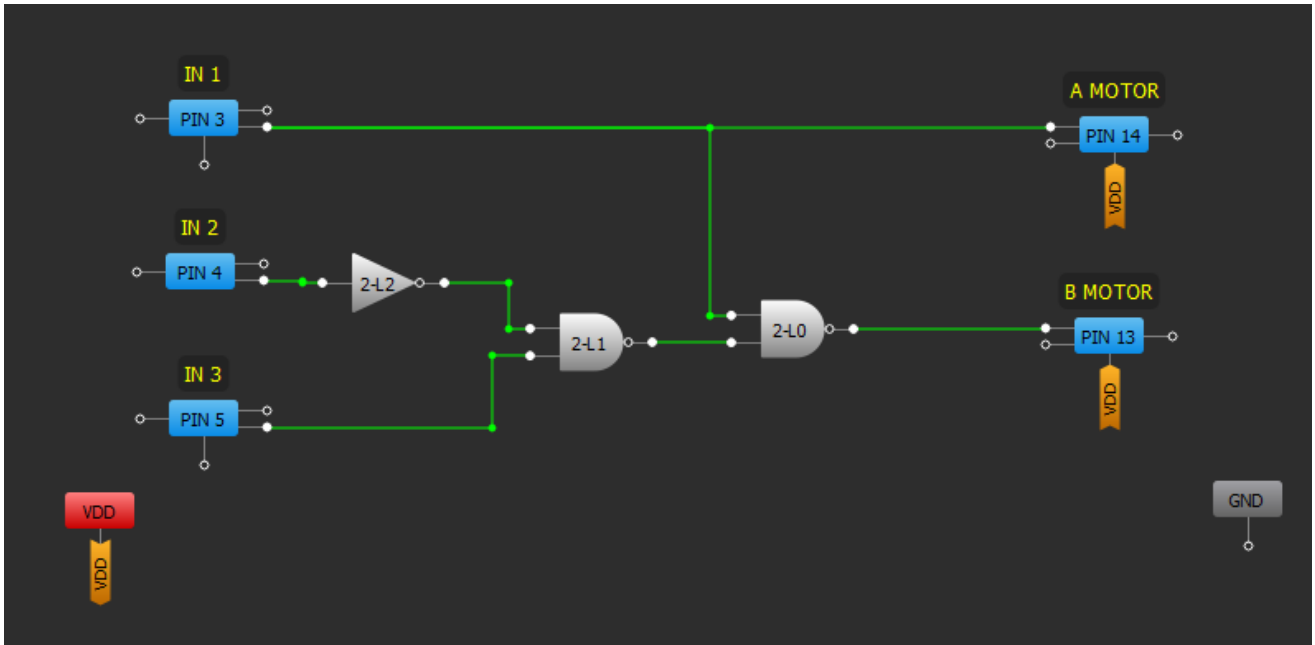 IN 1
PIN 3
A MOTOR
PIN 14
VDD
IN 2
PIN 4
2-L2
B MOTOR
2-L0
PIN 13
2-L1
VDD
IN 3
PIN 5
VDD
VDD
GND